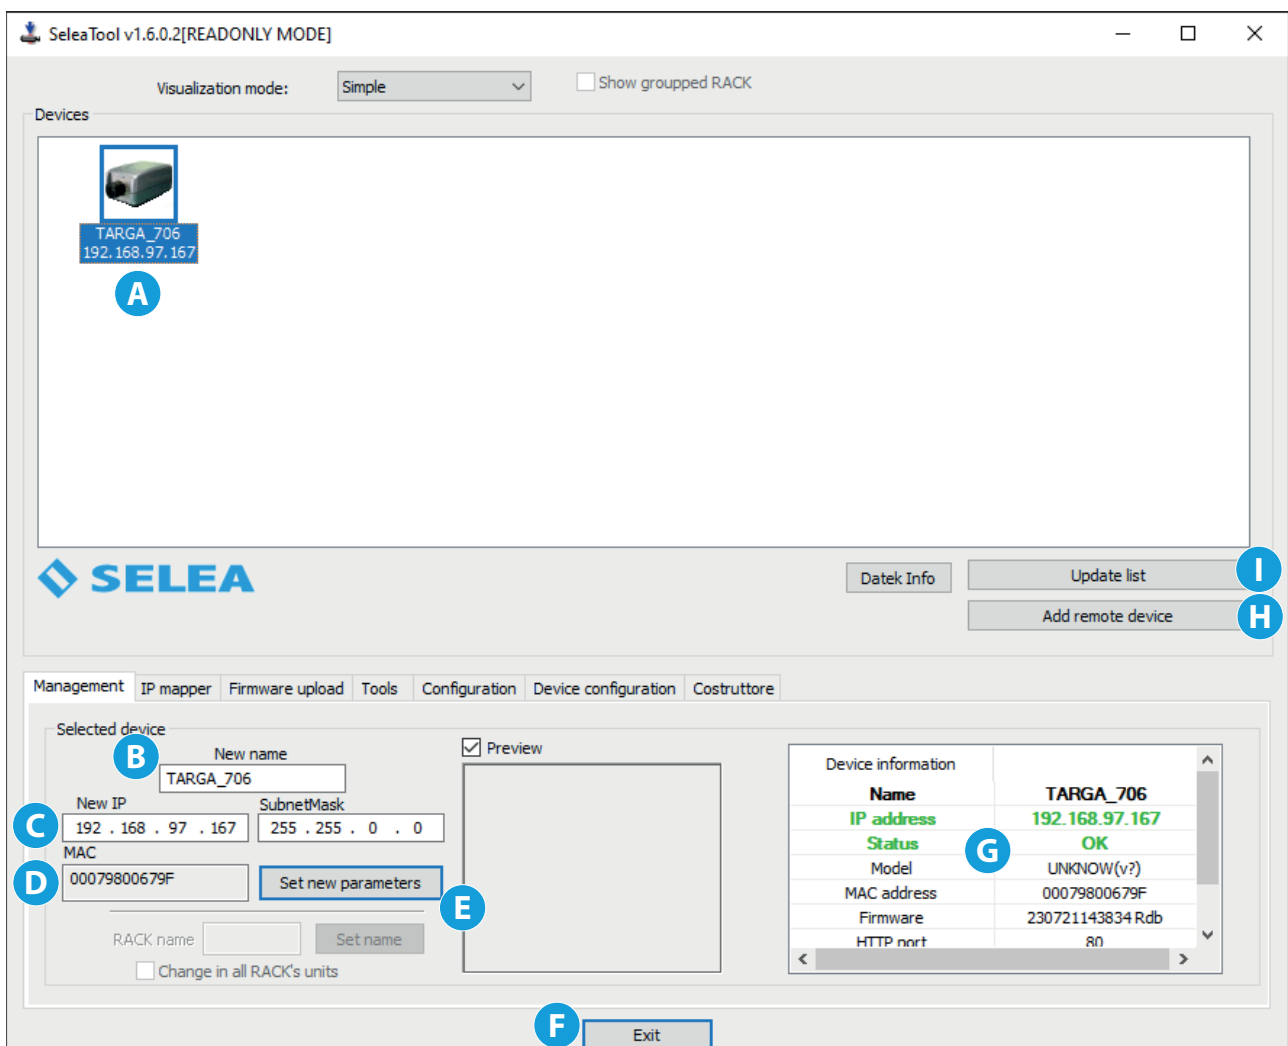 SeleaTool v1.6.0.2[READONLY MODE]
Visualization mode: Simple Show groupped RACK
Devices
TARGA_706
192.168.97.167
A
SELEA
Datek Info Update list I
Add remote device H
Management IP mapper Firmware upload Tools Configuration Device configuration Costruttore
Selected device
B New name
TARGA_706
New IP SubnetMask
C 192 . 168 . 97 . 167 255 . 255 . 0 . 0
MAC
D 00079800679F Set new parameters E
RACK name Set name
Change in all RACK's units
Preview
Device information
Name TARGA_706
IP address 192.168.97.167
Status OK
G
Model UNKNOW(v?)
MAC address 00079800679F
Firmware 230721143834 Rdb
HTTP port 80
F Exit